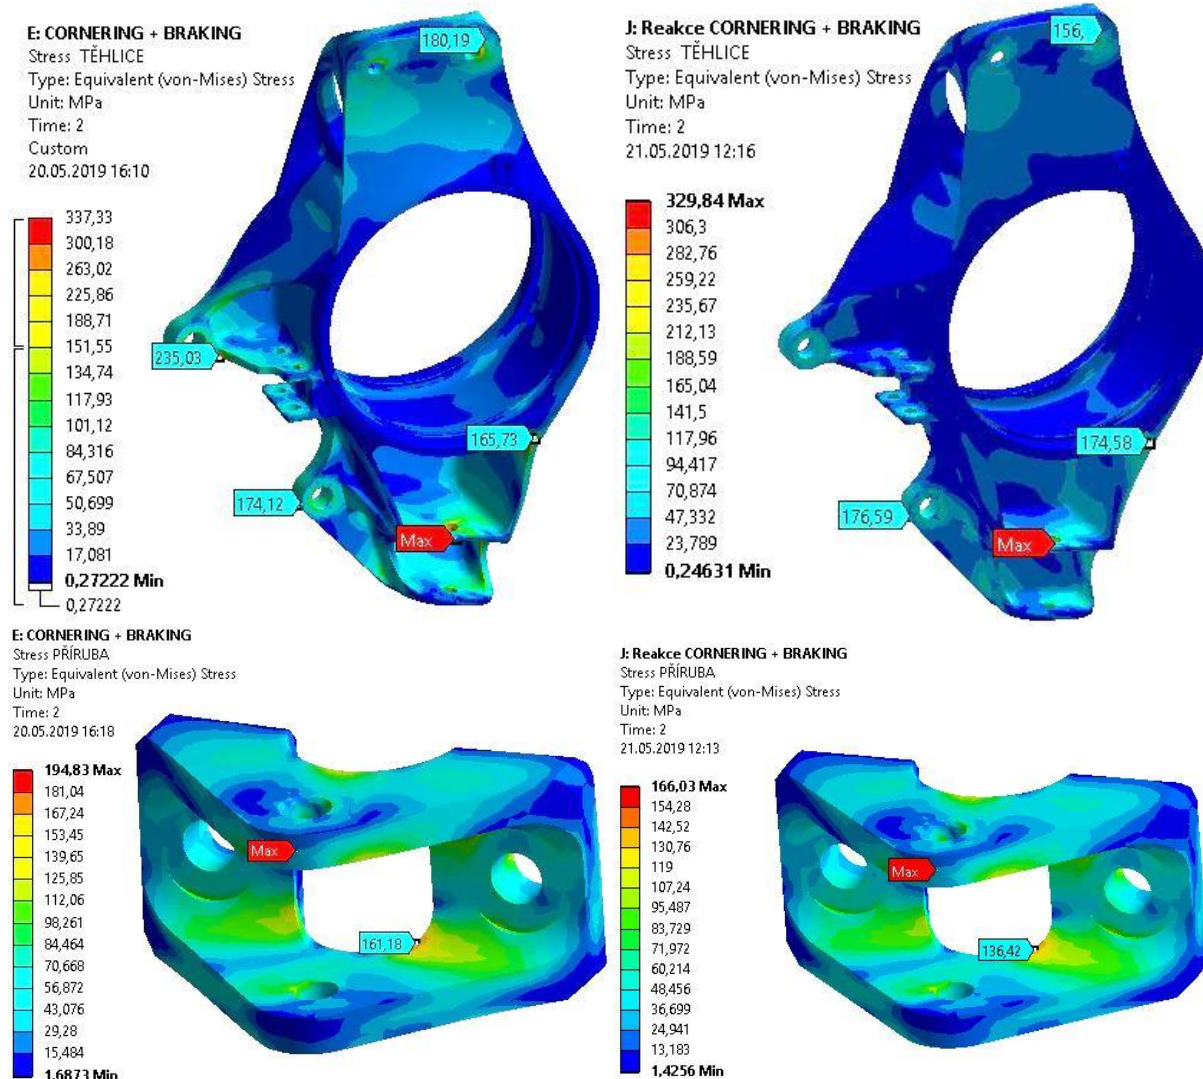 E: CORNERING + BRAKING
Stress TĚHLICE
Type: Equivalent (von-Mises) Stress
Unit: MPa
Time: 2
Custom
20.05.2019 16:10
337,33
300,18
263,02
225,86
188,71
151,55
134,74
117,93
101,12
84,316
67,507
50,699
33,89
17,081
0,27222 Min
0,27222
180,19
235,03
165,73
174,12
Max
J: Reakce CORNERING + BRAKING
Stress TĚHLICE
Type: Equivalent (von-Mises) Stress
Unit: MPa
Time: 2
21.05.2019 12:16
329,84 Max
306,3
282,76
259,22
235,67
212,13
188,59
165,04
141,5
117,96
94,417
70,874
47,332
23,789
0,24631 Min
156,
174,58
176,59
Max
E: CORNERING + BRAKING
Stress PŘÍRUBA
Type: Equivalent (von-Mises) Stress
Unit: MPa
Time: 2
20.05.2019 16:18
194,83 Max
181,04
167,24
153,45
139,65
125,85
112,06
98,261
84,464
70,668
56,872
43,076
29,28
15,484
1,6873 Min
Max
161,18
J: Reakce CORNERING + BRAKING
Stress PŘÍRUBA
Type: Equivalent (von-Mises) Stress
Unit: MPa
Time: 2
21.05.2019 12:13
166,03 Max
154,28
142,52
130,76
119
107,24
95,487
83,729
71,972
60,214
48,456
36,699
24,941
13,183
1,4256 Min
Max
136,42